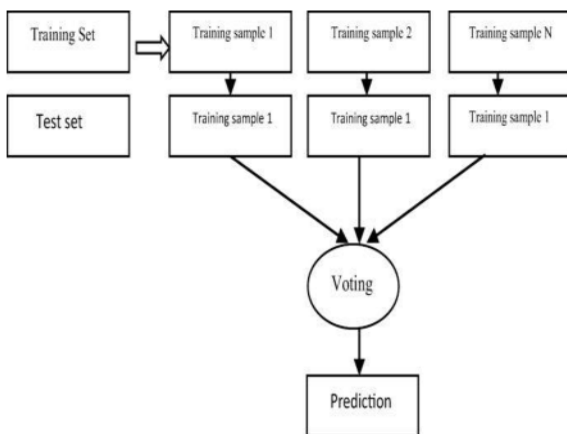 Training Set
Training sample 1
Training sample 2
Training sample N
Test set
Training sample 1
Training sample 1
Training sample 1
Voting
Prediction